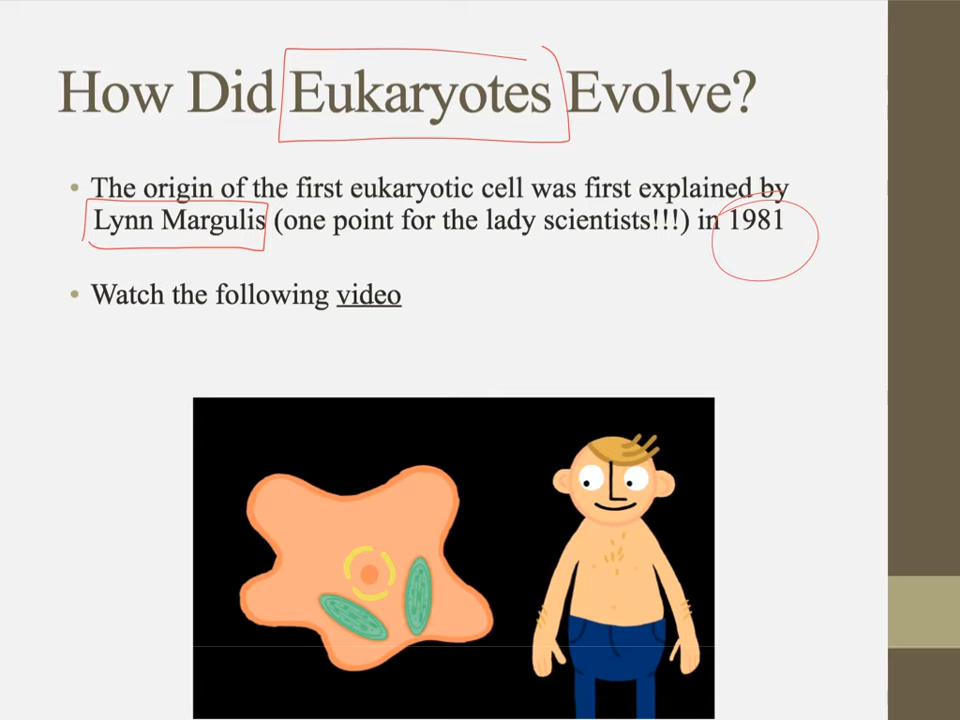 How Did Eukaryotes Evolve?
• The origin of the first eukaryotic cell was first explained by
Lynn Margulis (one point for the lady scientists!!!) in 1981
• Watch the following video